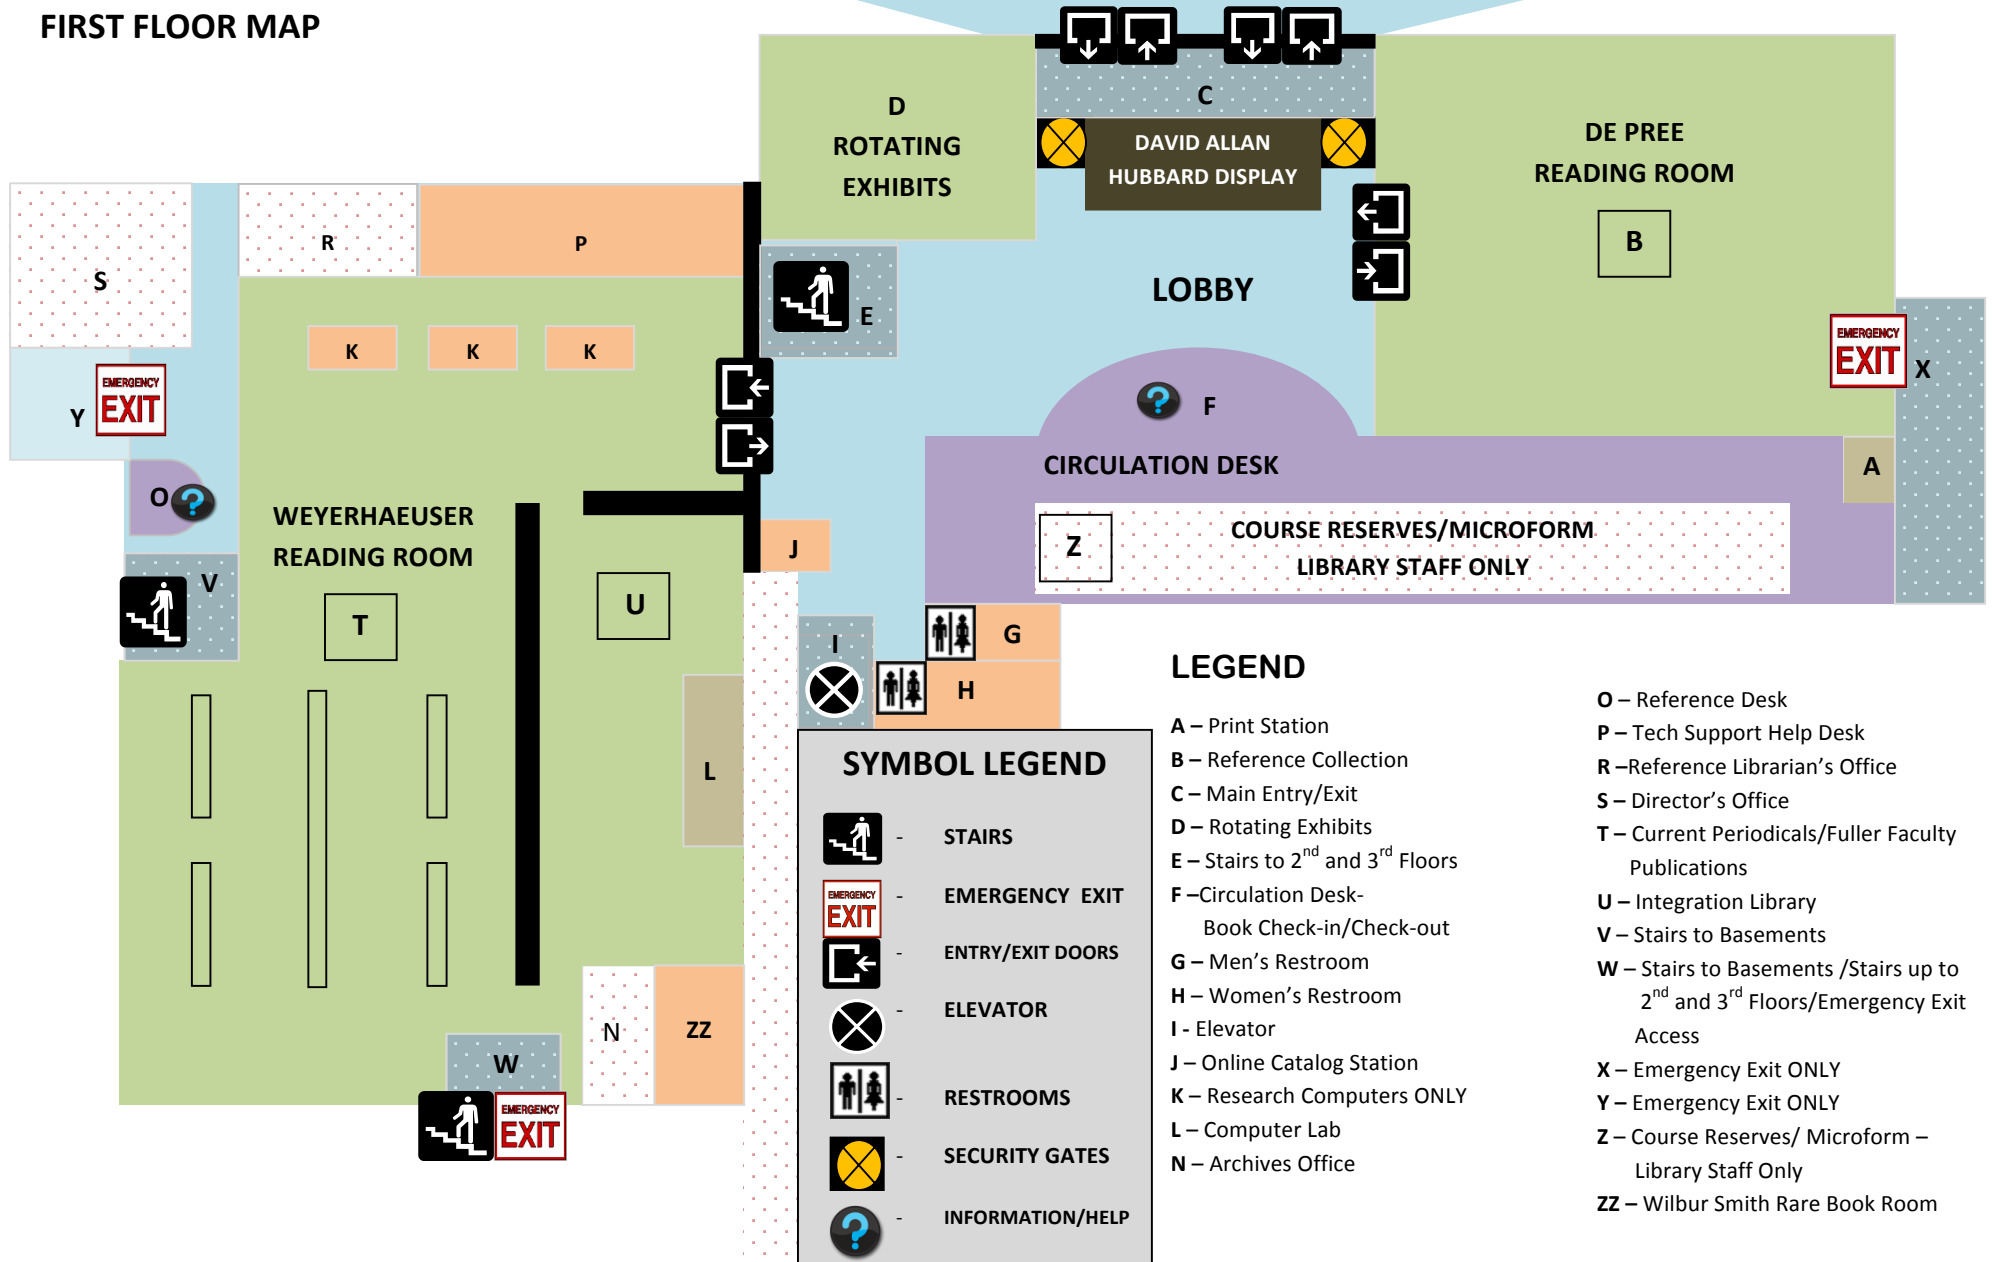 FIRST FLOOR MAP
D
ROTATING
EXHIBITS
C
DAVID ALLAN
HUBBARD DISPLAY
DE PREE
READING ROOM
B
R
P
S
LOBBY
E
K
K
K
EMERGENCY
EXIT
X
EMERGENCY
EXIT
Y
?
F
CIRCULATION DESK
A
O
?
WEYERHAEUSER
READING ROOM
J
Z
COURSE RESERVES/MICROFORM
LIBRARY STAFF ONLY
V
T
U
I
G
H
L
N
ZZ
W
EMERGENCY
EXIT
SYMBOL LEGEND
- STAIRS
EMERGENCY
EXIT
- EMERGENCY EXIT
- ENTRY/EXIT DOORS
- ELEVATOR
- RESTROOMS
- SECURITY GATES
?
- INFORMATION/HELP
LEGEND
A – Print Station
B – Reference Collection
C – Main Entry/Exit
D – Rotating Exhibits
E – Stairs to 2nd and 3rd Floors
F –Circulation Desk-
Book Check-in/Check-out
G – Men's Restroom
H – Women's Restroom
I - Elevator
J – Online Catalog Station
K – Research Computers ONLY
L – Computer Lab
N – Archives Office
O – Reference Desk
P – Tech Support Help Desk
R –Reference Librarian's Office
S – Director's Office
T – Current Periodicals/Fuller Faculty
Publications
U – Integration Library
V – Stairs to Basements
W – Stairs to Basements /Stairs up to
2nd and 3rd Floors/Emergency Exit
Access
X – Emergency Exit ONLY
Y – Emergency Exit ONLY
Z – Course Reserves/ Microform –
Library Staff Only
ZZ – Wilbur Smith Rare Book Room